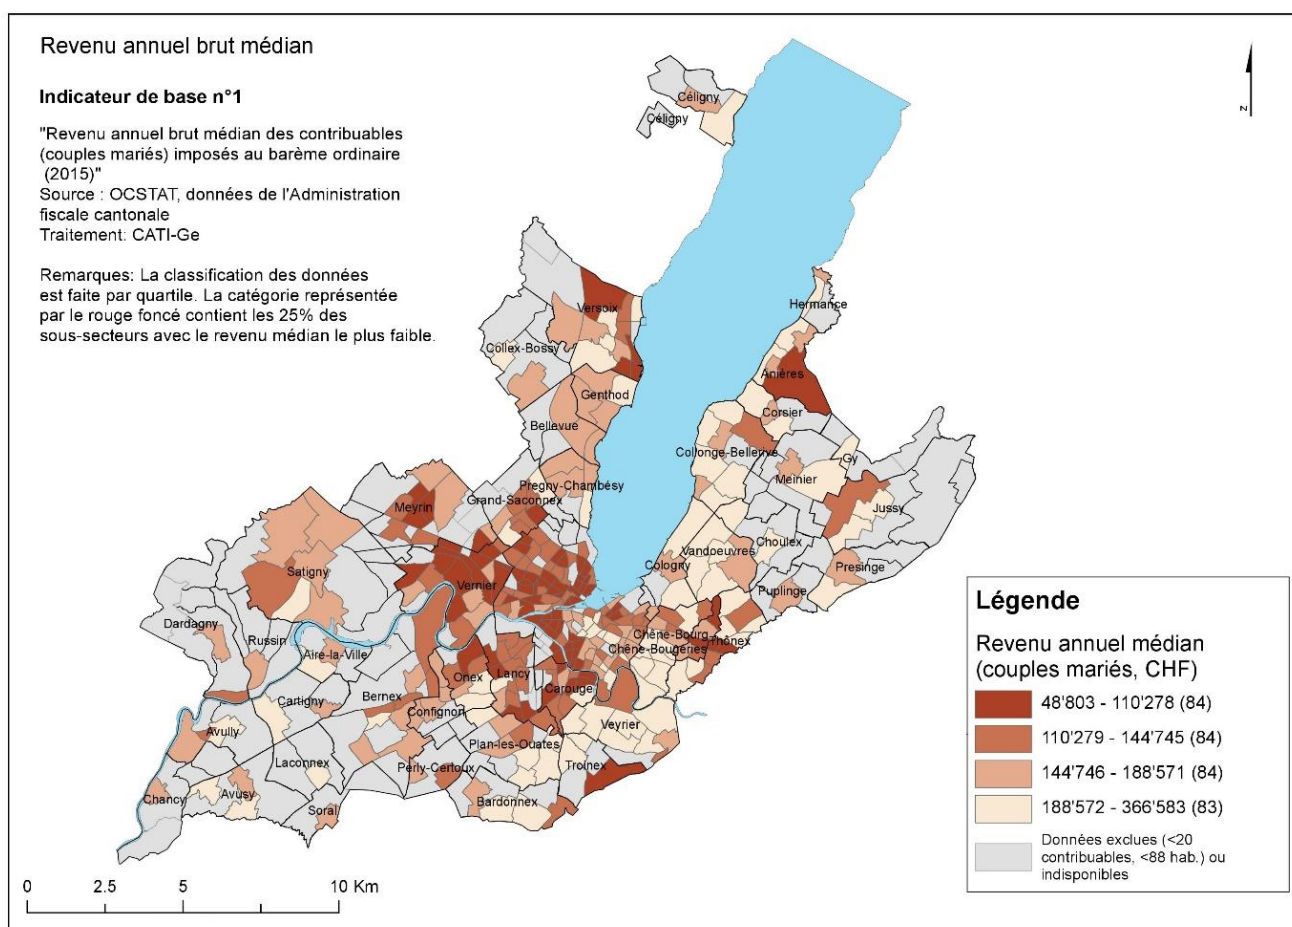 Revenu annuel brut médian
Indicateur de base n°1
"Revenu annuel brut médian des contribuables
(couples mariés) imposés au barème ordinaire
(2015)"
Source : OCSTAT, données de l'Administration
fiscale cantonale
Traitement: CATI-Ge
Remarques: La classification des données
est faite par quartile. La catégorie représentée
par le rouge foncé contient les 25% des
sous-secteurs avec le revenu médian le plus faible.
N
Céligny
Céligny
Hermance
Versoix
Collex-Bossy
Anières
Genthod
Corsier
Bellevue
Collonge-Bellerive
Gy
Meinier
Pregny-Chambésy
Grand-Saconnex
Meyrin
Jussy
Choulex
Vandoeuvres
Cologny
Presinge
Satigny
Vernier
Puplinge
Dardagny
Russin
Chêne-Bourg
Thônex
Chêne-Bougeries
Aire-la-Ville
Onex
Lancy
Carouge
Bernex
Cartigny
Confignon
Veyrier
Avully
Plan-les-Ouates
Laconnex
Troinex
Perly-Certoux
Chancy
Avusy
Soral
Bardonnex
Légende
Revenu annuel médian
(couples mariés, CHF)
48'803 - 110'278 (84)
110'279 - 144'745 (84)
144'746 - 188'571 (84)
188'572 - 366'583 (83)
Données exclues (<20
contribuables, <88 hab.) ou
indisponibles
0 2.5 5 10 Km